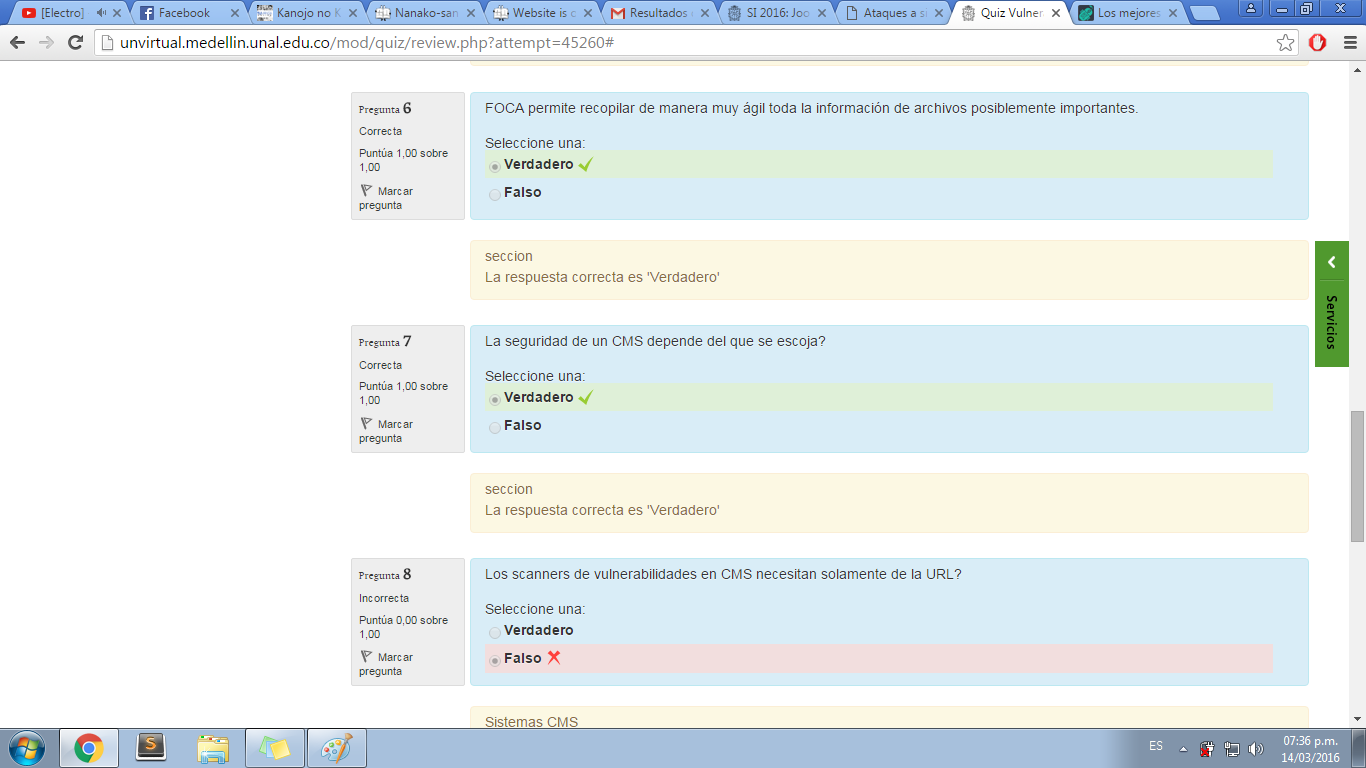 [Electro]
Facebook
Kanojo no K
Nanako-san
Website is c
Resultados
SI 2016: Joo
Ataques a si
Quiz Vulner
Los mejores
unvirtual.medellin.unal.edu.co/mod/quiz/review.php?attempt=45260#
Pregunta 6
Correcta
Puntúa 1,00 sobre
1,00
Marcar
pregunta
FOCA permite recopilar de manera muy ágil toda la información de archivos posiblemente importantes.
Seleccione una:
Verdadero
Falso
seccion
La respuesta correcta es 'Verdadero'
Pregunta 7
Correcta
Puntúa 1,00 sobre
1,00
Marcar
pregunta
La seguridad de un CMS depende del que se escoja?
Seleccione una:
Verdadero
Falso
seccion
La respuesta correcta es 'Verdadero'
Pregunta 8
Incorrecta
Puntúa 0,00 sobre
1,00
Marcar
pregunta
Los scanners de vulnerabilidades en CMS necesitan solamente de la URL?
Seleccione una:
Verdadero
Falso
Sistemas CMS
Servicios
ES
07:36 p.m.
14/03/2016